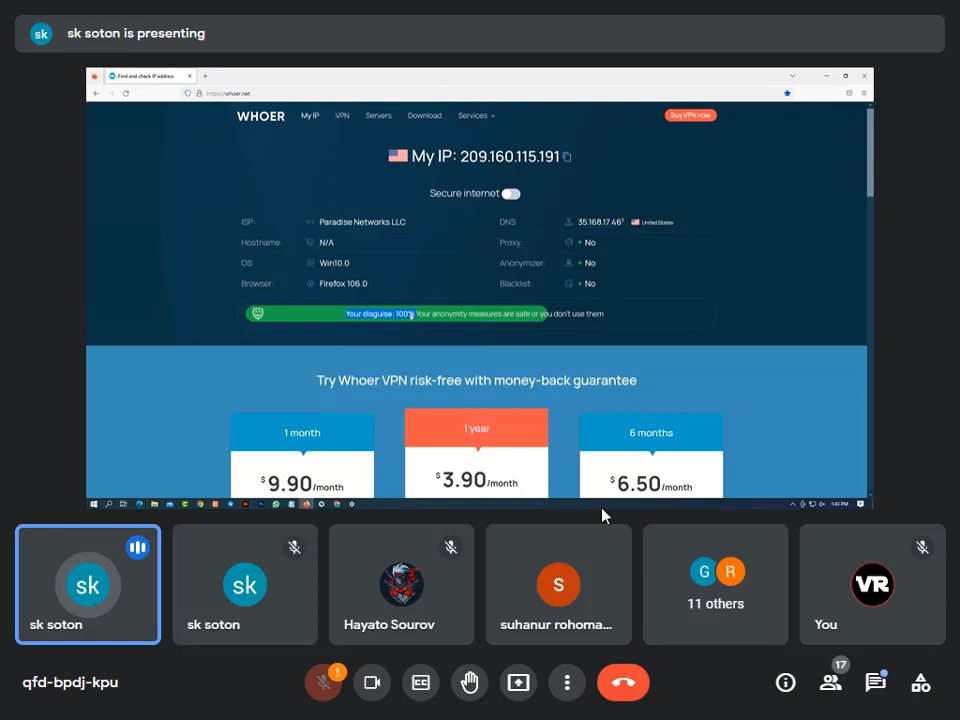 sk sk soton is presenting
Find and check IP address
https://whoer.net
WHOER My IP VPN Servers Download Services Buy VPN now
My IP: 209.160.115.191
Secure internet
ISP: Paradise Networks LLC DNS 35.168.17.46 United States
Hostname: N/A Proxy: No
OS: Win10.0 Anonymizer: No
Browser: Firefox 106.0 Blacklist: No
Your disguise: 100% Your anonymity measures are safe or you don't use them
Try Whoer VPN risk-free with money-back guarantee
1 month 1 year 6 months
$9.90/month $3.90/month $6.50/month
1:43 PM
sk sk S G R VR
11 others
sk soton sk soton Hayato Sourov suhanur rohoma... You
qfd-bpdj-kpu CC 17